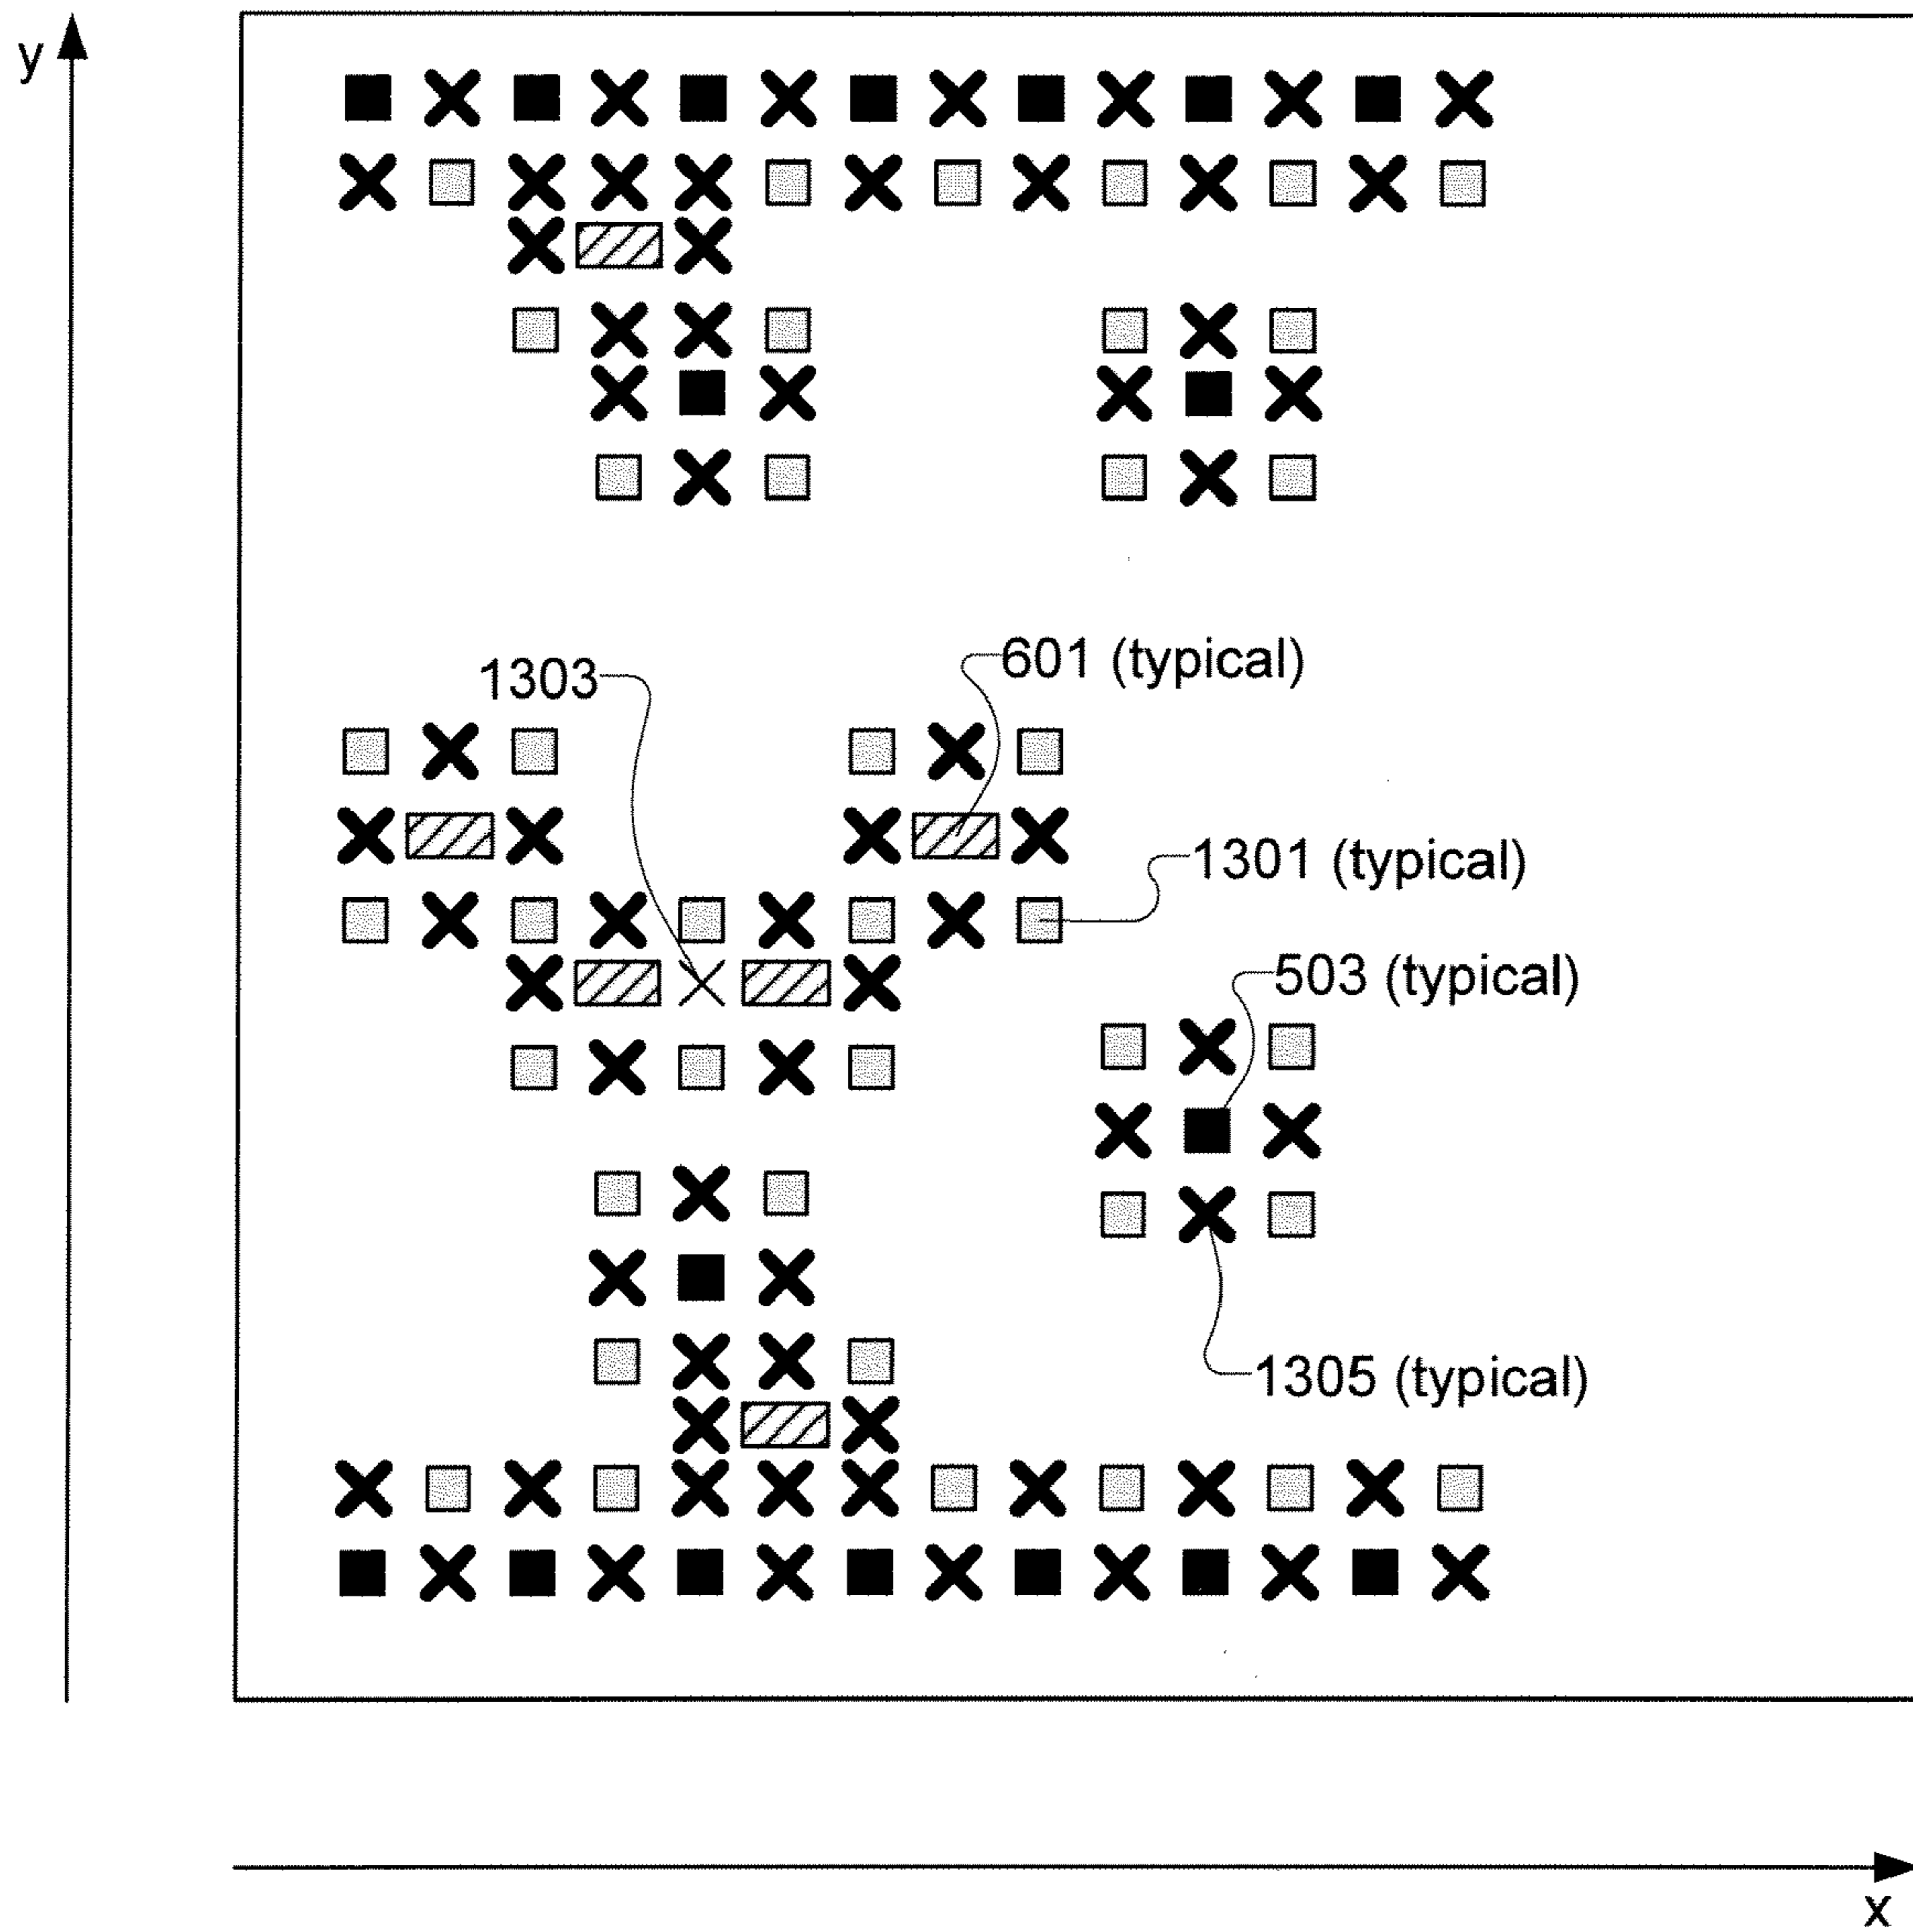 y
601 (typical)
1303
1301 (typical)
503 (typical)
1305 (typical)
x